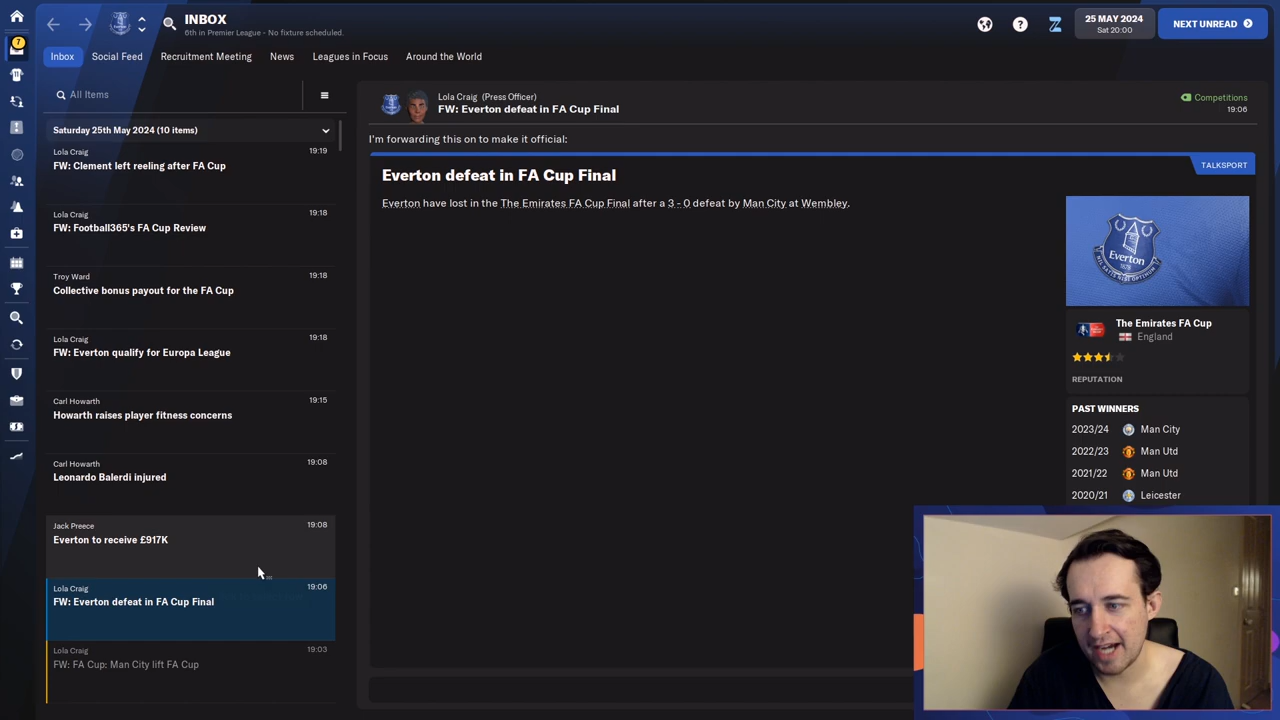 INBOX
6th in Premier League - No fixture scheduled.
25 MAY 2024
Sat 20:00
NEXT UNREAD
7
Inbox
Social Feed
Recruitment Meeting
News
Leagues in Focus
Around the World
All Items
Saturday 25th May 2024 (10 items)
Lola Craig
19:19
FW: Clement left reeling after FA Cup
Lola Craig
19:18
FW: Football365's FA Cup Review
Troy Ward
19:18
Collective bonus payout for the FA Cup
Lola Craig
19:18
FW: Everton qualify for Europa League
Carl Howarth
19:15
Howarth raises player fitness concerns
Carl Howarth
19:08
Leonardo Balerdi injured
Jack Preece
19:08
Everton to receive £917K
Lola Craig
19:06
FW: Everton defeat in FA Cup Final
Lola Craig
19:03
FW: FA Cup: Man City lift FA Cup
Lola Craig (Press Officer)
FW: Everton defeat in FA Cup Final
Competitions
19:06
I'm forwarding this on to make it official:
TALKSPORT
Everton defeat in FA Cup Final
Everton have lost in the The Emirates FA Cup Final after a 3 - 0 defeat by Man City at Wembley.
Everton
1878
The Emirates FA Cup
England
REPUTATION
PAST WINNERS
2023/24 Man City
2022/23 Man Utd
2021/22 Man Utd
2020/21 Leicester